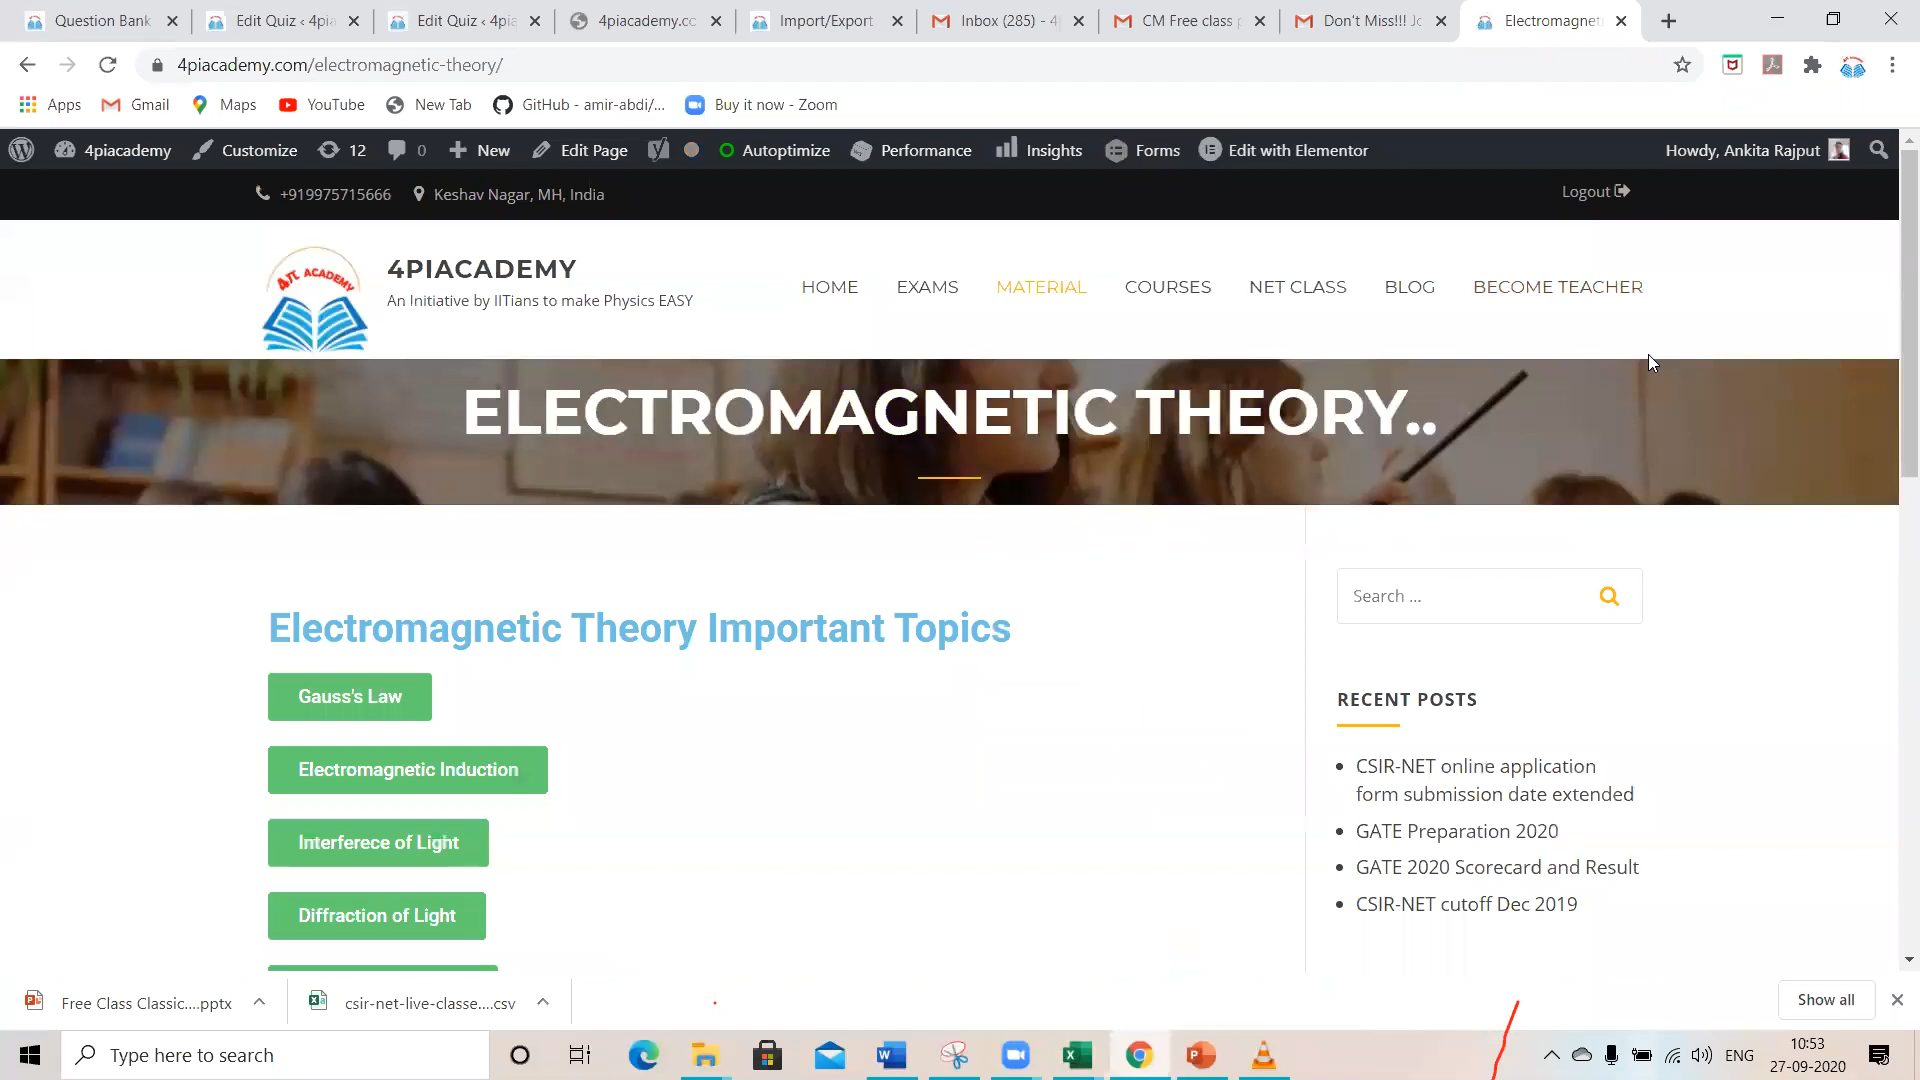 Question Bank
Edit Quiz ‹ 4pia
Edit Quiz ‹ 4pia
4piacademy.co
Import/Export
Inbox (285) - 4
CM Free class p
Don't Miss!!! Jo
Electromagnet
4piacademy.com/electromagnetic-theory/
Apps
Gmail
Maps
YouTube
New Tab
GitHub - amir-abdi/...
Buy it now - Zoom
4piacademy
Customize
12
0
New
Edit Page
Autoptimize
Performance
Insights
Forms
Edit with Elementor
Howdy, Ankita Rajput
+919975715666
Keshav Nagar, MH, India
Logout
4π ACADEMY
4PIACADEMY
An Initiative by IITians to make Physics EASY
HOME
EXAMS
MATERIAL
COURSES
NET CLASS
BLOG
BECOME TEACHER
ELECTROMAGNETIC THEORY..
Electromagnetic Theory Important Topics
Gauss's Law
Electromagnetic Induction
Interferece of Light
Diffraction of Light
Search ...
RECENT POSTS
CSIR-NET online application
form submission date extended
GATE Preparation 2020
GATE 2020 Scorecard and Result
CSIR-NET cutoff Dec 2019
Free Class Classic....pptx
csir-net-live-classe....csv
Show all
Type here to search
ENG
10:53
27-09-2020